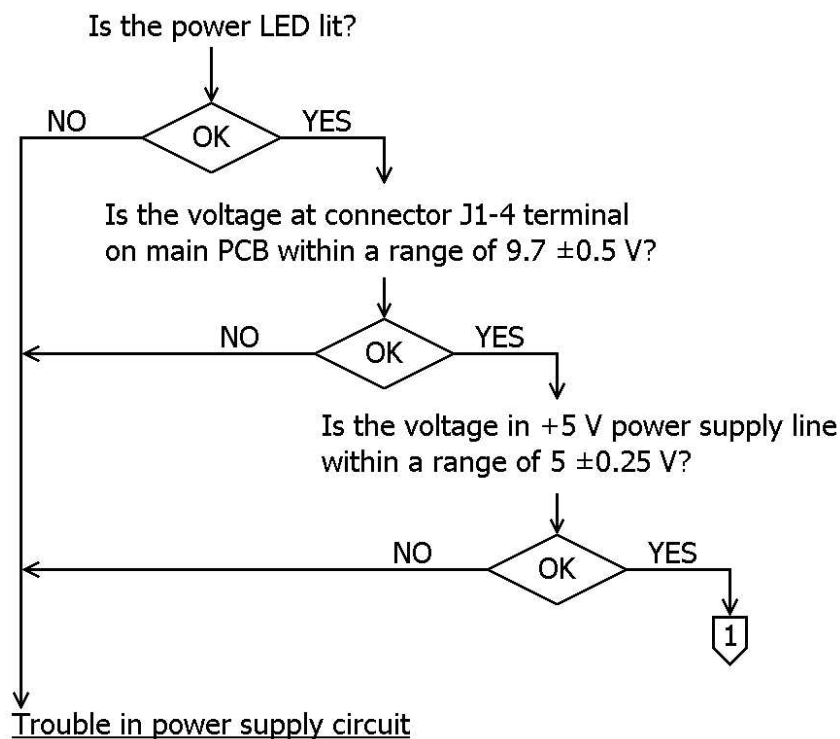 Is the power LED lit?
NO
OK
YES
Is the voltage at connector J1-4 terminal
on main PCB within a range of 9.7 ±0.5 V?
NO
OK
YES
Is the voltage in +5 V power supply line
within a range of 5 ±0.25 V?
NO
OK
YES
1
Trouble in power supply circuit